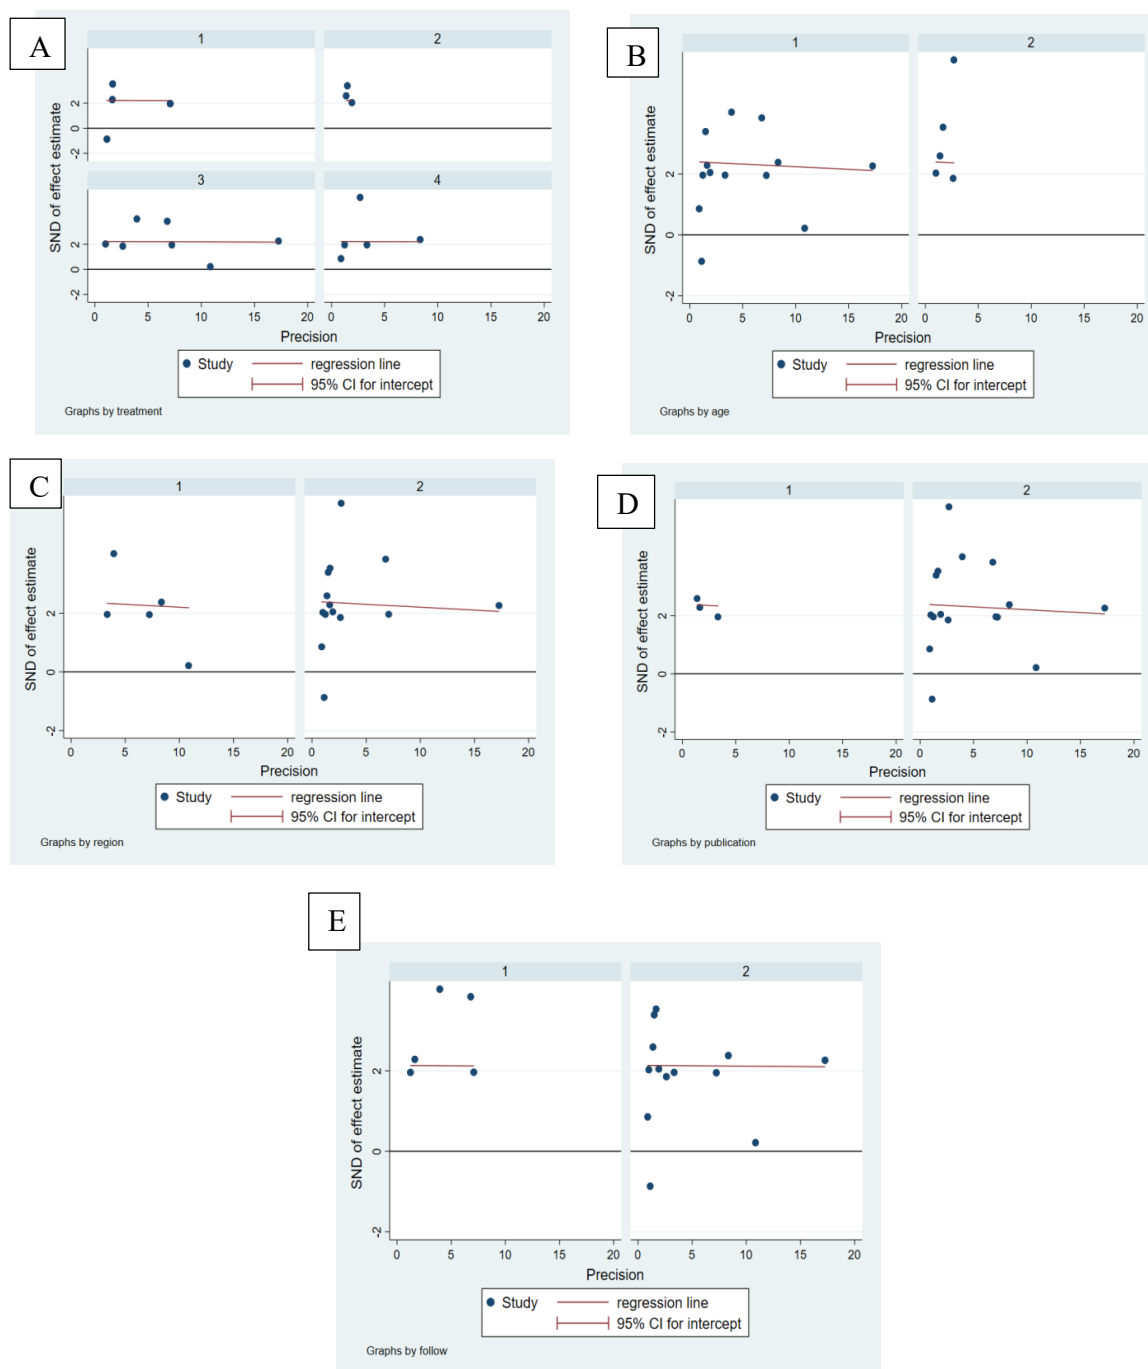 A
1 2
2
0
-2
3 4
2
0
-2
SND of effect estimate
0 5 10 15 20 0 5 10 15 20
Precision
Study regression line
95% CI for intercept
Graphs by treatment
B
1 2
2
0
-2
SND of effect estimate
0 5 10 15 20 0 5 10 15 20
Precision
Study regression line
95% CI for intercept
Graphs by age
C
1 2
2
0
-2
SND of effect estimate
0 5 10 15 20 0 5 10 15 20
Precision
Study regression line
95% CI for intercept
Graphs by region
D
1 2
2
0
-2
SND of effect estimate
0 5 10 15 20 0 5 10 15 20
Precision
Study regression line
95% CI for intercept
Graphs by publication
E
1 2
2
0
-2
SND of effect estimate
0 5 10 15 20 0 5 10 15 20
Precision
Study regression line
95% CI for intercept
Graphs by follow